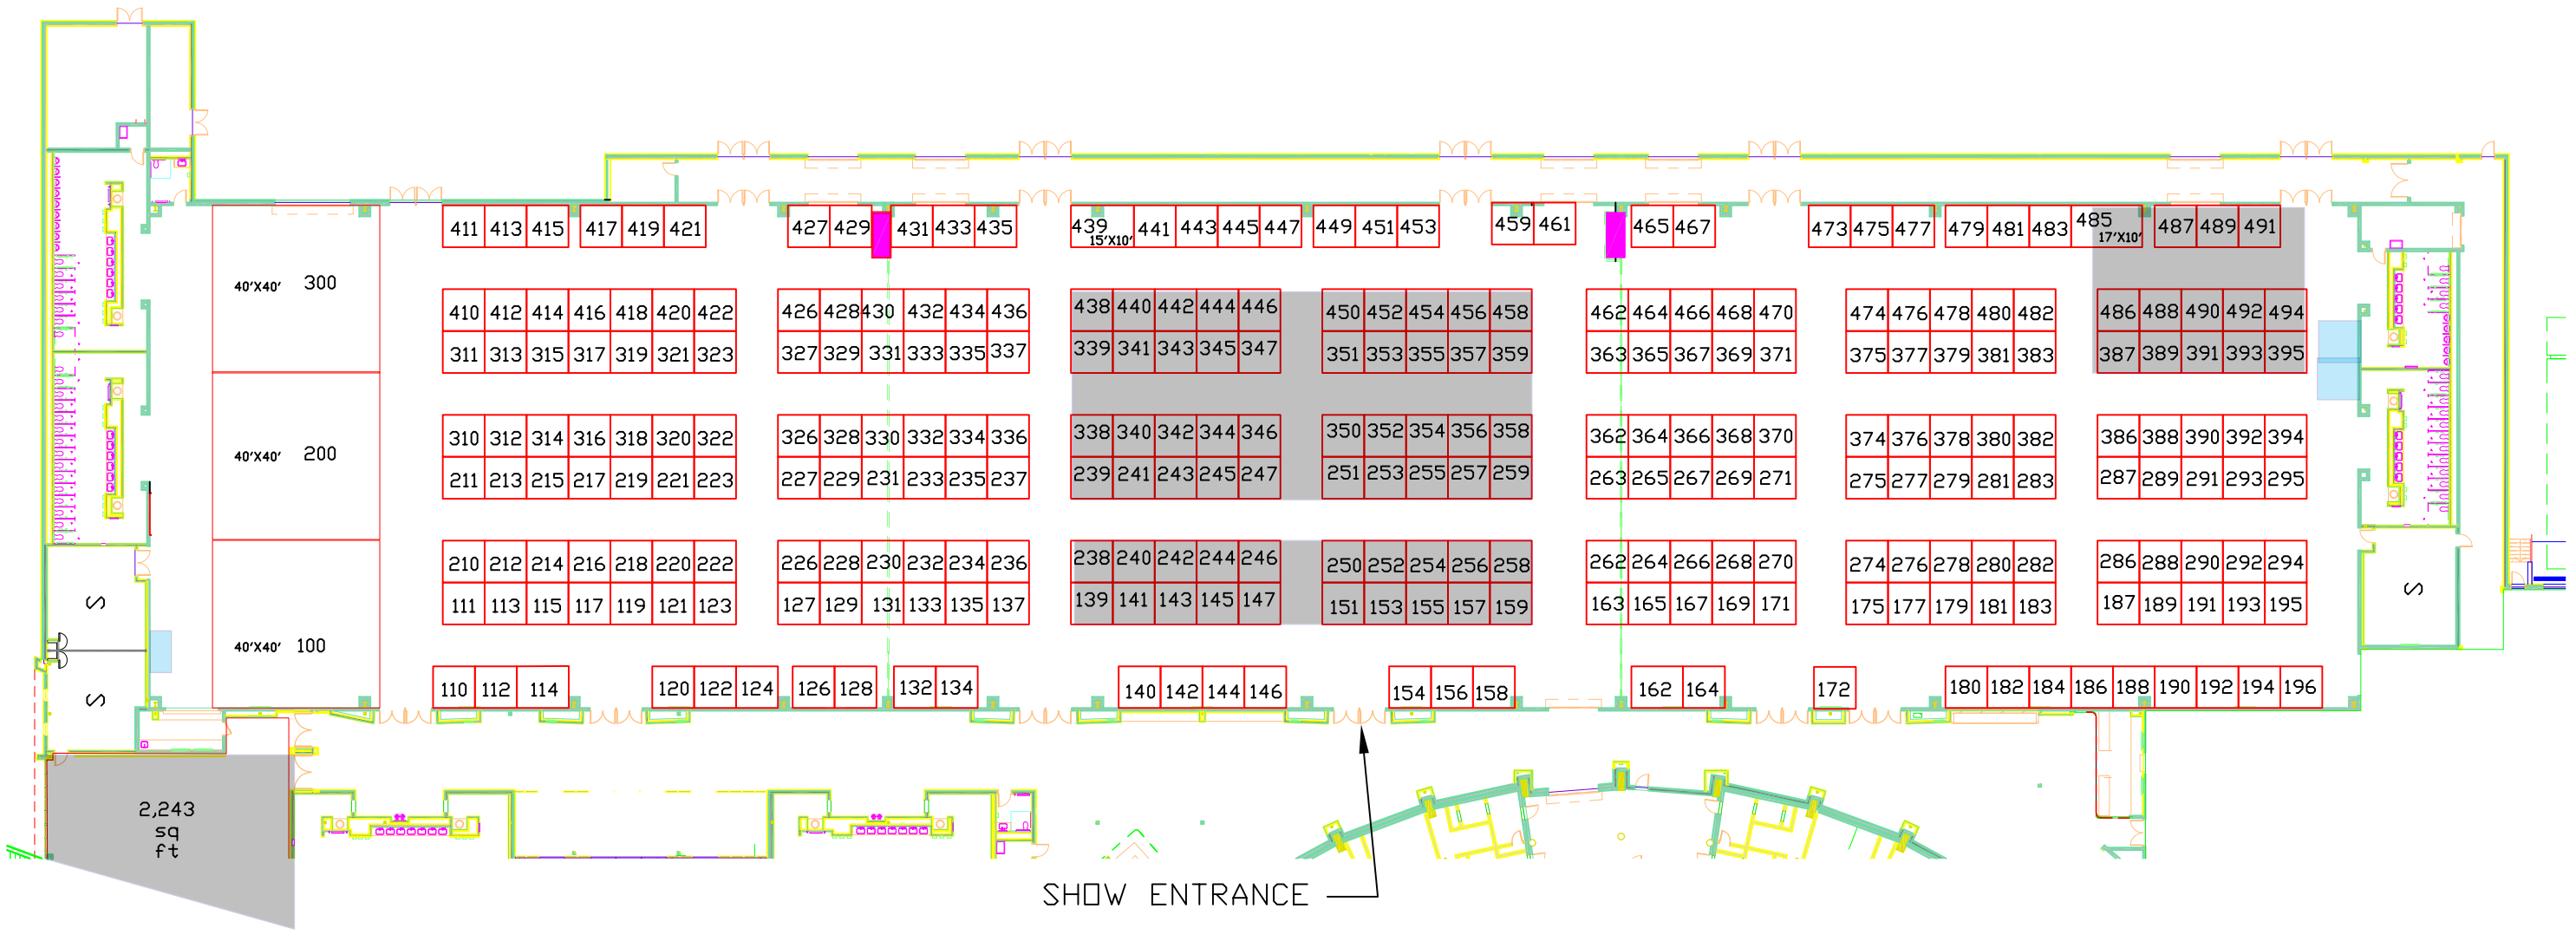 411 413 415 417 419 421 427 429 431 433 435 439 441 443 445 447 449 451 453 459 461 465 467 473 475 477 479 481 483 485 487 489 491
15'X10' 17'X10'
40'X40' 300
410 412 414 416 418 420 422 426 428 430 432 434 436 438 440 442 444 446 450 452 454 456 458 462 464 466 468 470 474 476 478 480 482 486 488 490 492 494
311 313 315 317 319 321 323 327 329 331 333 335 337 339 341 343 345 347 351 353 355 357 359 363 365 367 369 371 375 377 379 381 383 387 389 391 393 395
310 312 314 316 318 320 322 326 328 330 332 334 336 338 340 342 344 346 350 352 354 356 358 362 364 366 368 370 374 376 378 380 382 386 388 390 392 394
40'X40' 200
211 213 215 217 219 221 223 227 229 231 233 235 237 239 241 243 245 247 251 253 255 257 259 263 265 267 269 271 275 277 279 281 283 287 289 291 293 295
210 212 214 216 218 220 222 226 228 230 232 234 236 238 240 242 244 246 250 252 254 256 258 262 264 266 268 270 274 276 278 280 282 286 288 290 292 294
S 111 113 115 117 119 121 123 127 129 131 133 135 137 139 141 143 145 147 151 153 155 157 159 163 165 167 169 171 175 177 179 181 183 187 189 191 193 195 S
40'X40' 100
S 110 112 114 120 122 124 126 128 132 134 140 142 144 146 154 156 158 162 164 172 180 182 184 186 188 190 192 194 196
2,243
sq
ft
SHOW ENTRANCE